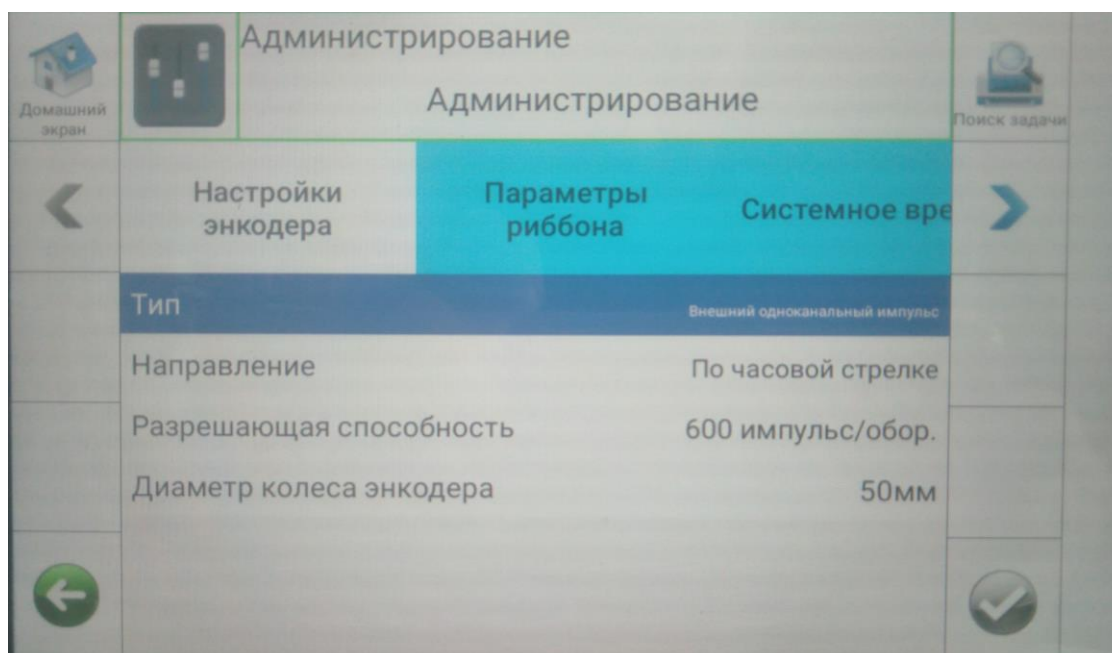 Администрирование
Администрирование
Домашний
экран
Поиск задачи
Настройки
энкодера
Параметры
риббона
Системное вре
Тип
Внешний одноканальный импульс
Направление
По часовой стрелке
Разрешающая способность
600 импульс/обор.
Диаметр колеса энкодера
50мм